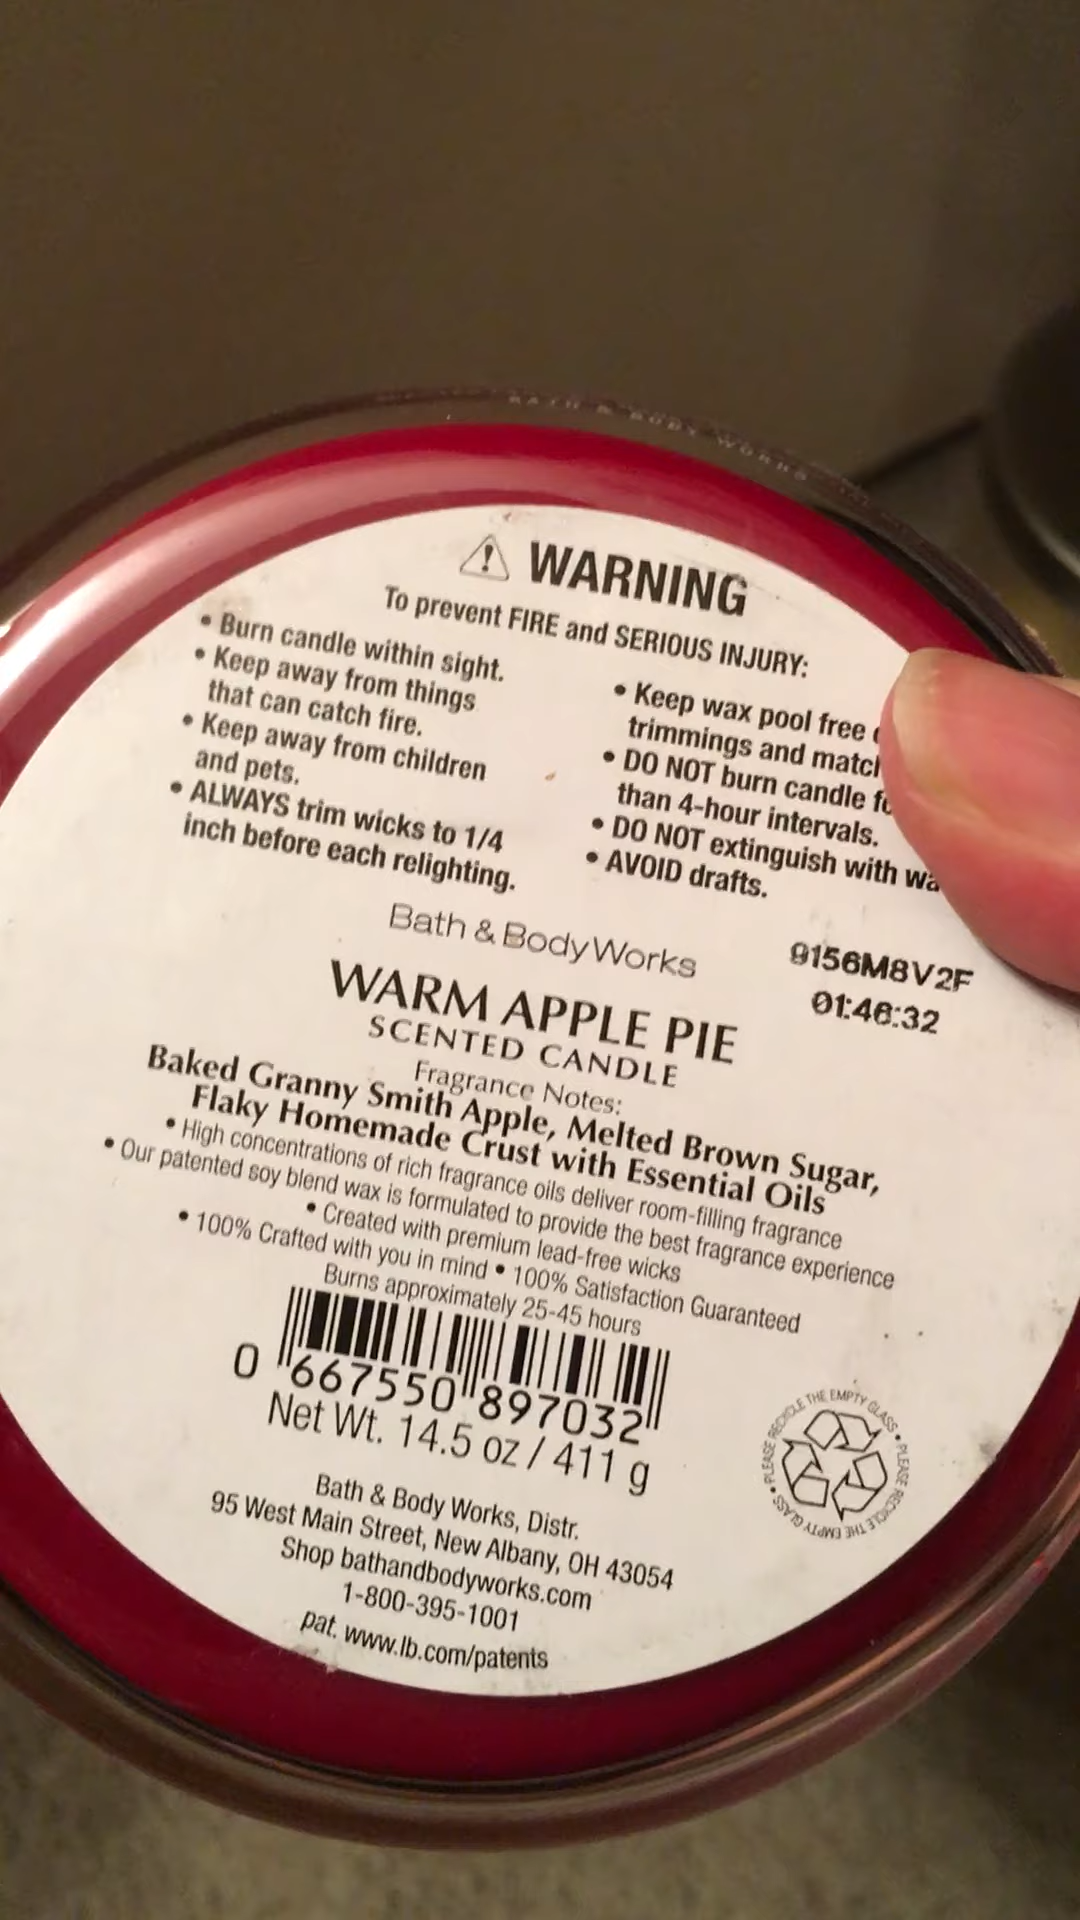 BATH & BODY WORKS
WARNING
To prevent FIRE and SERIOUS INJURY:
• Burn candle within sight.
• Keep away from things
that can catch fire.
• Keep away from children
and pets.
• ALWAYS trim wicks to 1/4
inch before each relighting.
• Keep wax pool free
trimmings and
• DO NOT burn candle
than 4-hour intervals.
• DO NOT extinguish with
• AVOID drafts.
Bath & Body Works
9156M8V2F
01:46:32
WARM APPLE PIE
SCENTED CANDLE
Fragrance Notes:
Baked Granny Smith Apple, Melted Brown Sugar,
Flaky Homemade Crust with Essential Oils
• High concentrations of rich fragrance oils deliver room-filling fragrance
• Our patented soy blend wax is formulated to provide the best fragrance experience
• Created with premium lead-free wicks
• 100% Crafted with you in mind • 100% Satisfaction Guaranteed
Burns approximately 25-45 hours
0 667550 897032
Net Wt. 14.5 oz / 411 g
PLEASE RECYCLE THE EMPTY GLASS • PLEASE RECYCLE THE EMPTY GLASS •
Bath & Body Works, Distr.
95 West Main Street, New Albany, OH 43054
Shop bathandbodyworks.com
1-800-395-1001
pat. www.lb.com/patents